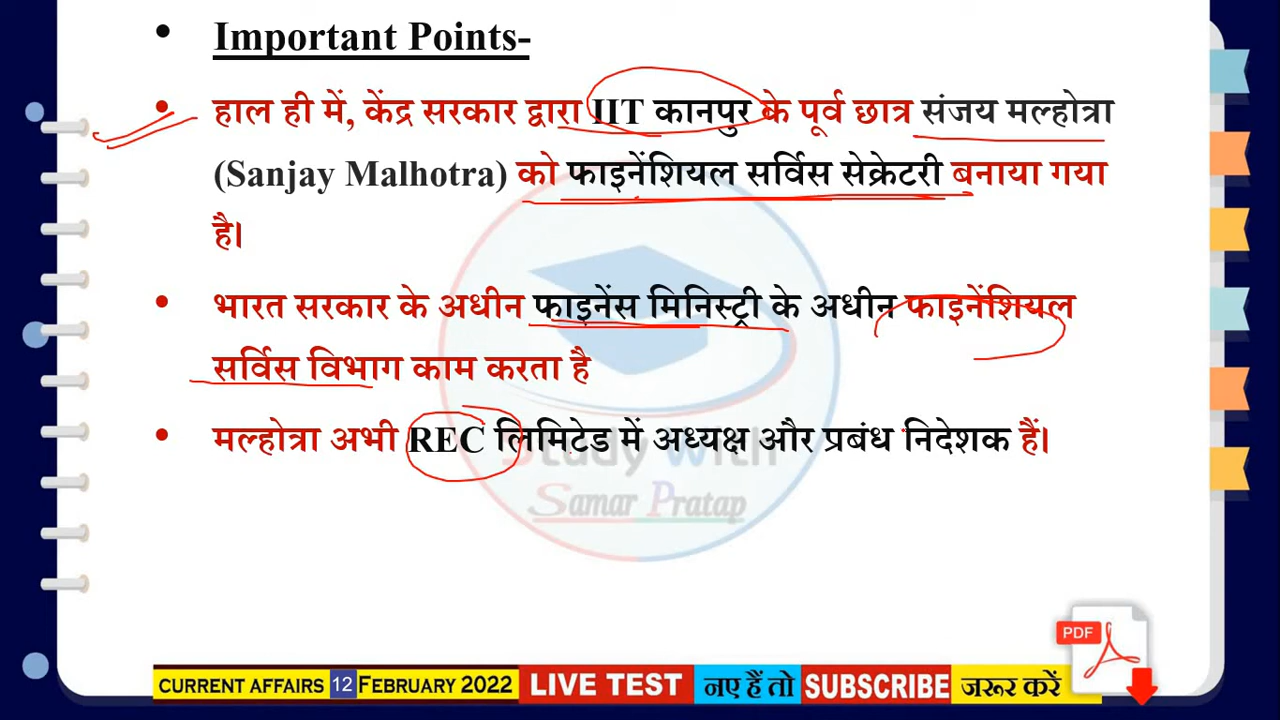 Important Points-
हाल ही में, केंद्र सरकार द्वारा IIT कानपुर के पूर्व छात्र संजय मल्होत्रा
(Sanjay Malhotra) को फाइनेंशियल सर्विस सेक्रेटरी बनाया गया
है।
भारत सरकार के अधीन फाइनेंस मिनिस्ट्री के अधीन फाइनेंशियल
सर्विस विभाग काम करता है
मल्होत्रा अभी REC लिमिटेड में अध्यक्ष और प्रबंध निदेशक हैं।
Study with
Samar Pratap
PDF
CURRENT AFFAIRS 12 FEBRUARY 2022 LIVE TEST नए हैं तो SUBSCRIBE जरूर करें